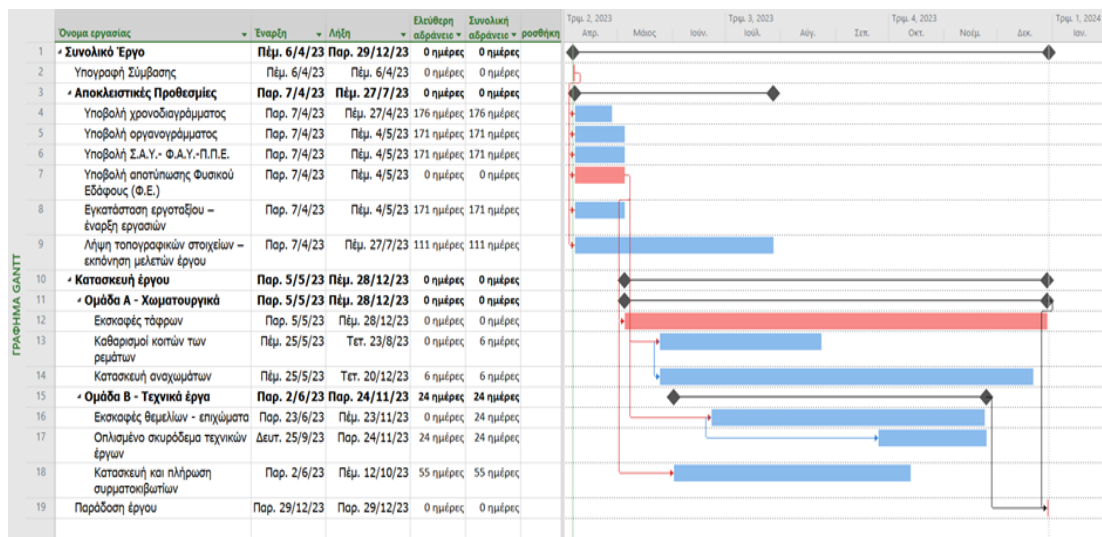 Ελεύθερη Συνολική Τριμ. 2, 2023 Τριμ. 3, 2023 Τριμ. 4, 2023 Τριμ. 1, 2024
Όνομα εργασίας Έναρξη Λήξη αδράνεια αδράνεια ροσθήκη Απρ. Μάιος Ιούν. Ιούλ. Αύγ. Σεπ. Οκτ. Νοέμ. Δεκ. Ιαν.
1 Συνολικό Έργο Πέμ. 6/4/23 Παρ. 29/12/23 0 ημέρες 0 ημέρες
2 Υπογραφή Σύμβασης Πέμ. 6/4/23 Πέμ. 6/4/23 0 ημέρες 0 ημέρες
3 Αποκλειστικές Προθεσμίες Παρ. 7/4/23 Πέμ. 27/7/23 0 ημέρες 0 ημέρες
4 Υποβολή χρονοδιαγράμματος Παρ. 7/4/23 Πέμ. 27/4/23 176 ημέρες 176 ημέρες
5 Υποβολή οργανογράμματος Παρ. 7/4/23 Πέμ. 4/5/23 171 ημέρες 171 ημέρες
6 Υποβολή Σ.Α.Υ.- Φ.Α.Υ.-Π.Π.Ε. Παρ. 7/4/23 Πέμ. 4/5/23 171 ημέρες 171 ημέρες
7 Υποβολή αποτύπωσης Φυσικού Παρ. 7/4/23 Πέμ. 4/5/23 0 ημέρες 0 ημέρες
Εδάφους (Φ.Ε.)
8 Εγκατάσταση εργοταξίου – Παρ. 7/4/23 Πέμ. 4/5/23 171 ημέρες 171 ημέρες
έναρξη εργασιών
9 Λήψη τοπογραφικών στοιχείων – Παρ. 7/4/23 Πέμ. 27/7/23 111 ημέρες 111 ημέρες
εκπόνηση μελετών έργου
ΓΡΑΦΗΜΑ GANTT
10 Κατασκευή έργου Παρ. 5/5/23 Πέμ. 28/12/23 0 ημέρες 0 ημέρες
11 Ομάδα Α - Χωματουργικά Παρ. 5/5/23 Πέμ. 28/12/23 0 ημέρες 0 ημέρες
12 Εκσκαφές τάφρων Παρ. 5/5/23 Πέμ. 28/12/23 0 ημέρες 0 ημέρες
13 Καθαρισμοί κοιτών των Πέμ. 25/5/23 Τετ. 23/8/23 0 ημέρες 6 ημέρες
ρεμάτων
14 Κατασκευή αναχωμάτων Πέμ. 25/5/23 Τετ. 20/12/23 6 ημέρες 6 ημέρες
15 Ομάδα Β - Τεχνικά έργα Παρ. 2/6/23 Παρ. 24/11/23 24 ημέρες 24 ημέρες
16 Εκσκαφές θεμελίων - επιχώματα Παρ. 23/6/23 Πέμ. 23/11/23 0 ημέρες 24 ημέρες
17 Οπλισμένο σκυρόδεμα τεχνικών Δευτ. 25/9/23 Παρ. 24/11/23 24 ημέρες 24 ημέρες
έργων
18 Κατασκευή και πλήρωση Παρ. 2/6/23 Πέμ. 12/10/23 55 ημέρες 55 ημέρες
συρματοκιβωτίων
19 Παράδοση έργου Παρ. 29/12/23 Παρ. 29/12/23 0 ημέρες 0 ημέρες